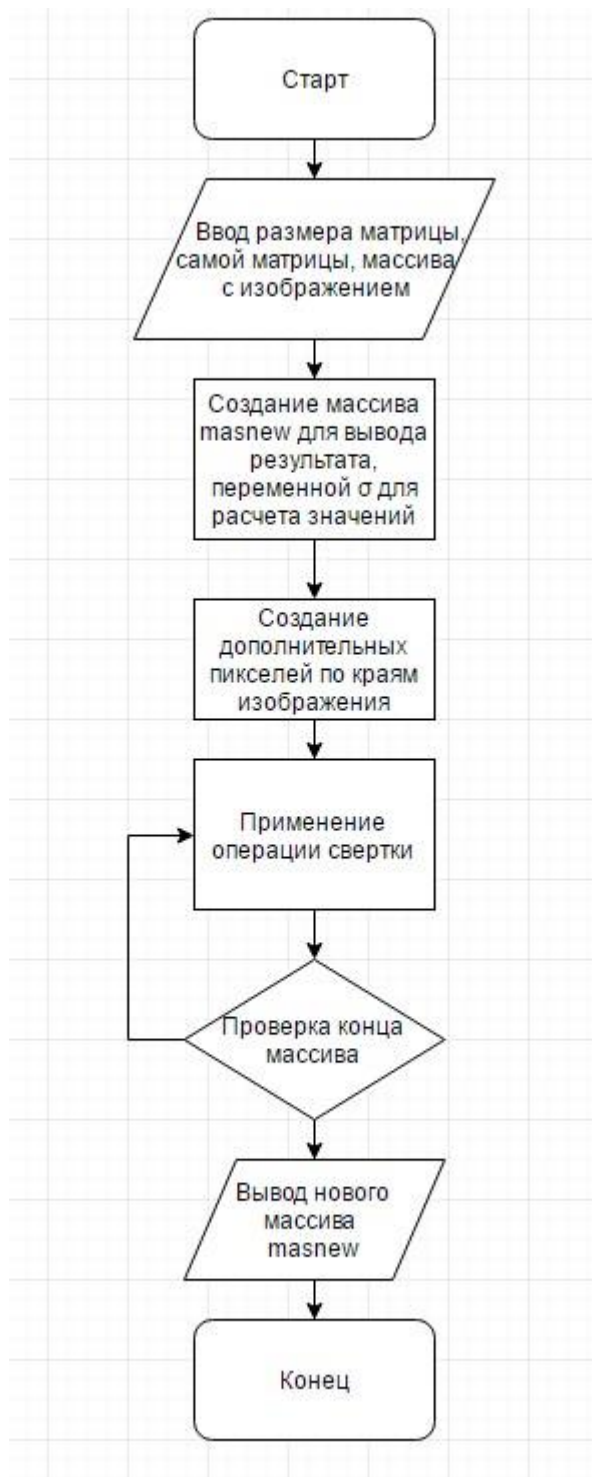 Старт
Ввод размера матрицы,
самой матрицы, массива
с изображением
Создание массива
masnew для вывода
результата,
переменной σ для
расчета значений
Создание
дополнительных
пикселей по краям
изображения
Применение
операции свертки
Проверка конца
массива
Вывод нового
массива
masnew
Конец